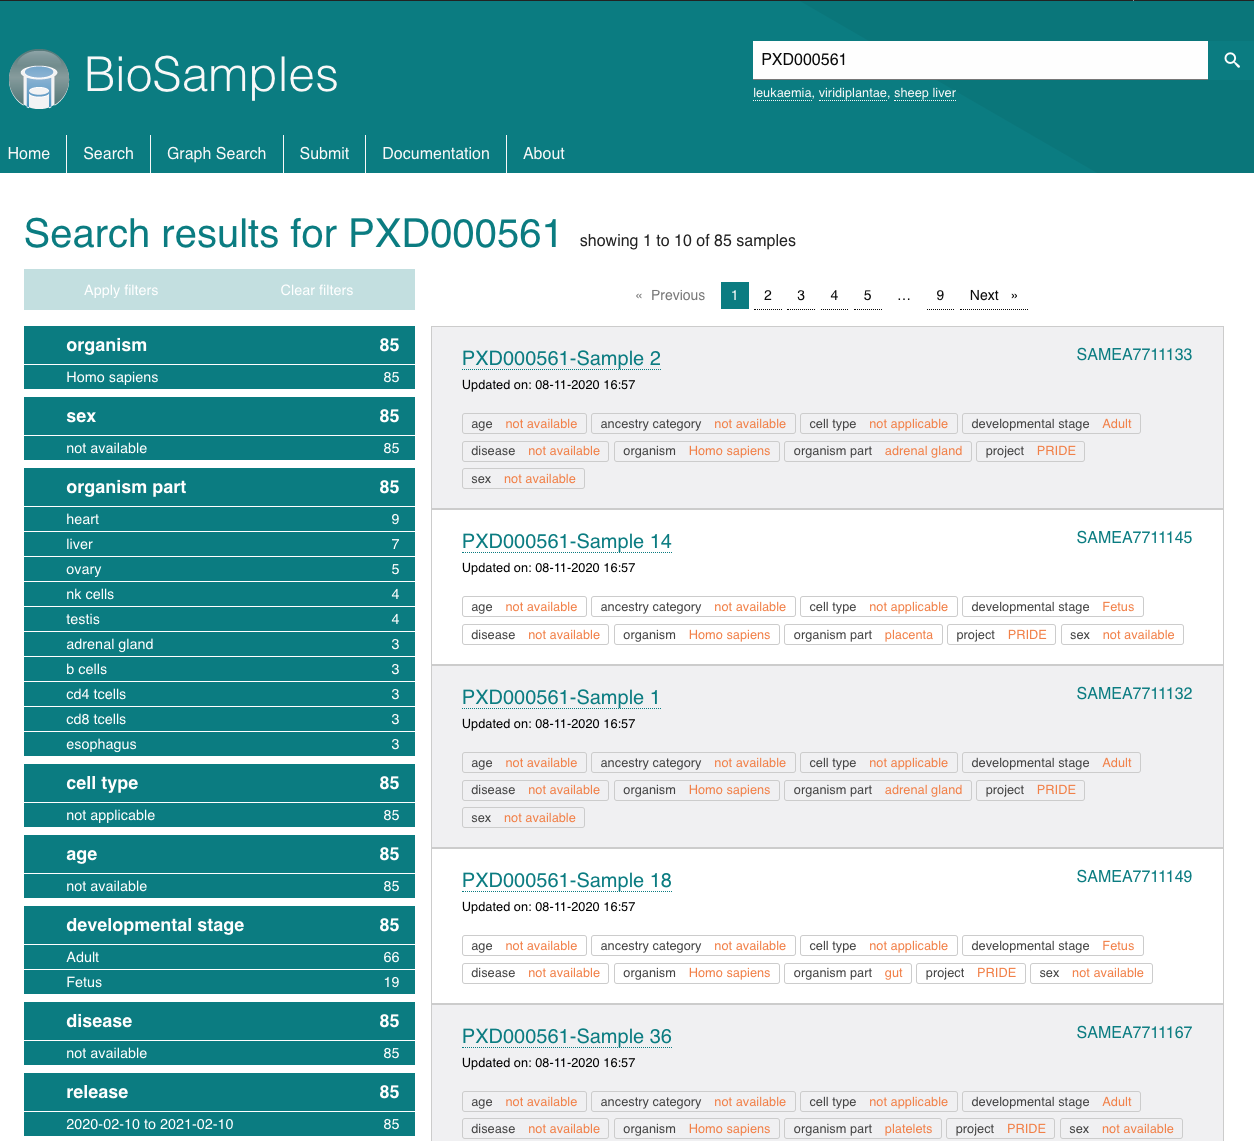 BioSamples
PXD000561
leukaemia, viridiplantae, sheep liver
Home Search Graph Search Submit Documentation About
Search results for PXD000561 showing 1 to 10 of 85 samples
Apply filters Clear filters
« Previous 1 2 3 4 5 ... 9 Next »
organism 85
Homo sapiens 85
sex 85
not available 85
organism part 85
heart 9
liver 7
ovary 5
nk cells 4
testis 4
adrenal gland 3
b cells 3
cd4 tcells 3
cd8 tcells 3
esophagus 3
cell type 85
not applicable 85
age 85
not available 85
developmental stage 85
Adult 66
Fetus 19
disease 85
not available 85
release 85
2020-02-10 to 2021-02-10 85
PXD000561-Sample 2 SAMEA7711133
Updated on: 08-11-2020 16:57
age not available ancestry category not available cell type not applicable developmental stage Adult
disease not available organism Homo sapiens organism part adrenal gland project PRIDE
sex not available
PXD000561-Sample 14 SAMEA7711145
Updated on: 08-11-2020 16:57
age not available ancestry category not available cell type not applicable developmental stage Fetus
disease not available organism Homo sapiens organism part placenta project PRIDE sex not available
PXD000561-Sample 1 SAMEA7711132
Updated on: 08-11-2020 16:57
age not available ancestry category not available cell type not applicable developmental stage Adult
disease not available organism Homo sapiens organism part adrenal gland project PRIDE
sex not available
PXD000561-Sample 18 SAMEA7711149
Updated on: 08-11-2020 16:57
age not available ancestry category not available cell type not applicable developmental stage Fetus
disease not available organism Homo sapiens organism part gut project PRIDE sex not available
PXD000561-Sample 36 SAMEA7711167
Updated on: 08-11-2020 16:57
age not available ancestry category not available cell type not applicable developmental stage Adult
disease not available organism Homo sapiens organism part platelets project PRIDE sex not available